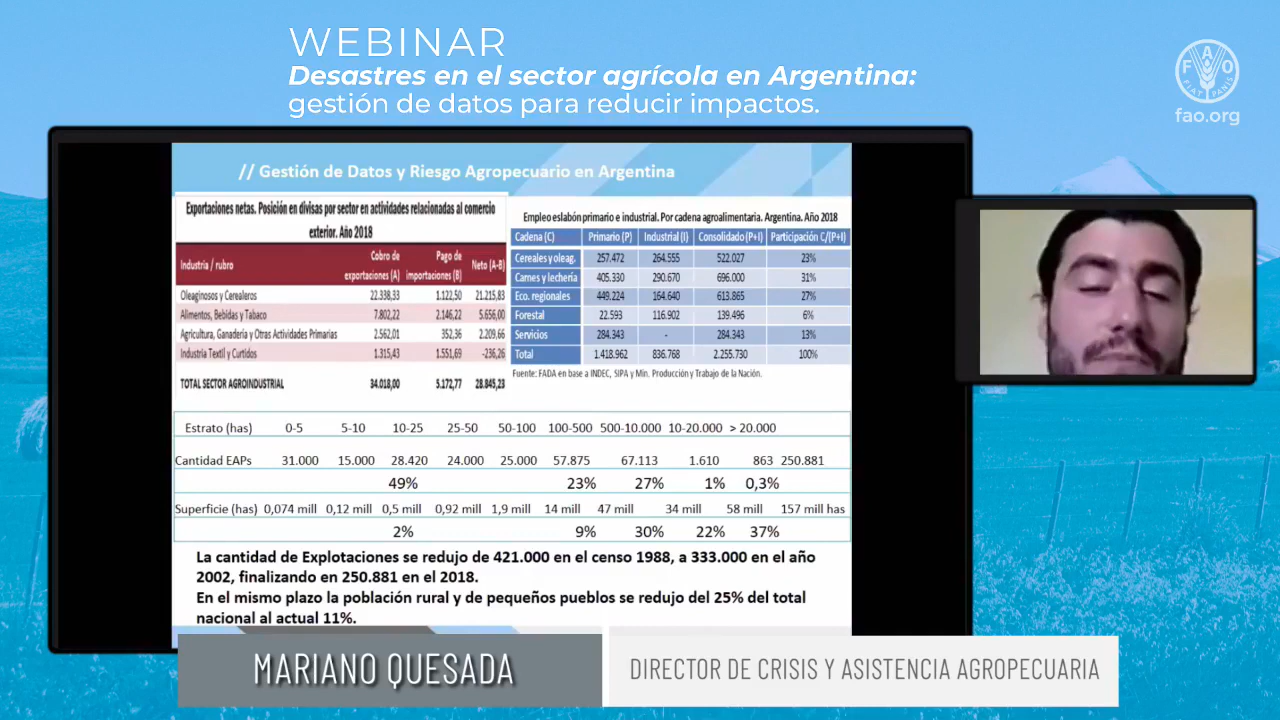 WEBINAR
Desastres en el sector agrícola en Argentina:
gestión de datos para reducir impactos.
F A O
FIAT PANIS
fao.org
// Gestión de Datos y Riesgo Agropecuario en Argentina
Exportaciones netas. Posición en divisas por sector en actividades relacionadas al comercio
exterior. Año 2018
Industria / rubro Cobro de exportaciones (A) Pago de importaciones (B) Neto (A-B)
Oleaginosos y Cerealeros 22.338,33 1.122,50 21.215,83
Alimentos, Bebidas y Tabaco 7.802,22 2.146,22 5.656,00
Agricultura, Ganadería y Otras Actividades Primarias 2.562,01 352,36 2.209,66
Industria Textil y Curtidos 1.315,43 1.551,69 -236,26
TOTAL SECTOR AGROINDUSTRIAL 34.018,00 5.172,77 28.845,23
Empleo eslabón primario e industrial. Por cadena agroalimentaria. Argentina. Año 2018
Cadena (C) Primario (P) Industrial (I) Consolidado (P+I) Participación C/(P+I)
Cereales y oleag. 257.472 264.555 522.027 23%
Carnes y lechería 405.330 290.670 696.000 31%
Eco. regionales 449.224 164.640 613.865 27%
Forestal 22.593 116.902 139.496 6%
Servicios 284.343 - 284.343 13%
Total 1.418.962 836.768 2.255.730 100%
Fuente: FADA en base a INDEC, SIPA y Min. Producción y Trabajo de la Nación.
Estrato (has) 0-5 5-10 10-25 25-50 50-100 100-500 500-10.000 10-20.000 > 20.000
Cantidad EAPs 31.000 15.000 28.420 24.000 25.000 57.875 67.113 1.610 863 250.881
49% 23% 27% 1% 0,3%
Superficie (has) 0,074 mill 0,12 mill 0,5 mill 0,92 mill 1,9 mill 14 mill 47 mill 34 mill 58 mill 157 mill has
2% 9% 30% 22% 37%
La cantidad de Explotaciones se redujo de 421.000 en el censo 1988, a 333.000 en el año
2002, finalizando en 250.881 en el 2018.
En el mismo plazo la población rural y de pequeños pueblos se redujo del 25% del total
nacional al actual 11%.
MARIANO QUESADA
DIRECTOR DE CRISIS Y ASISTENCIA AGROPECUARIA